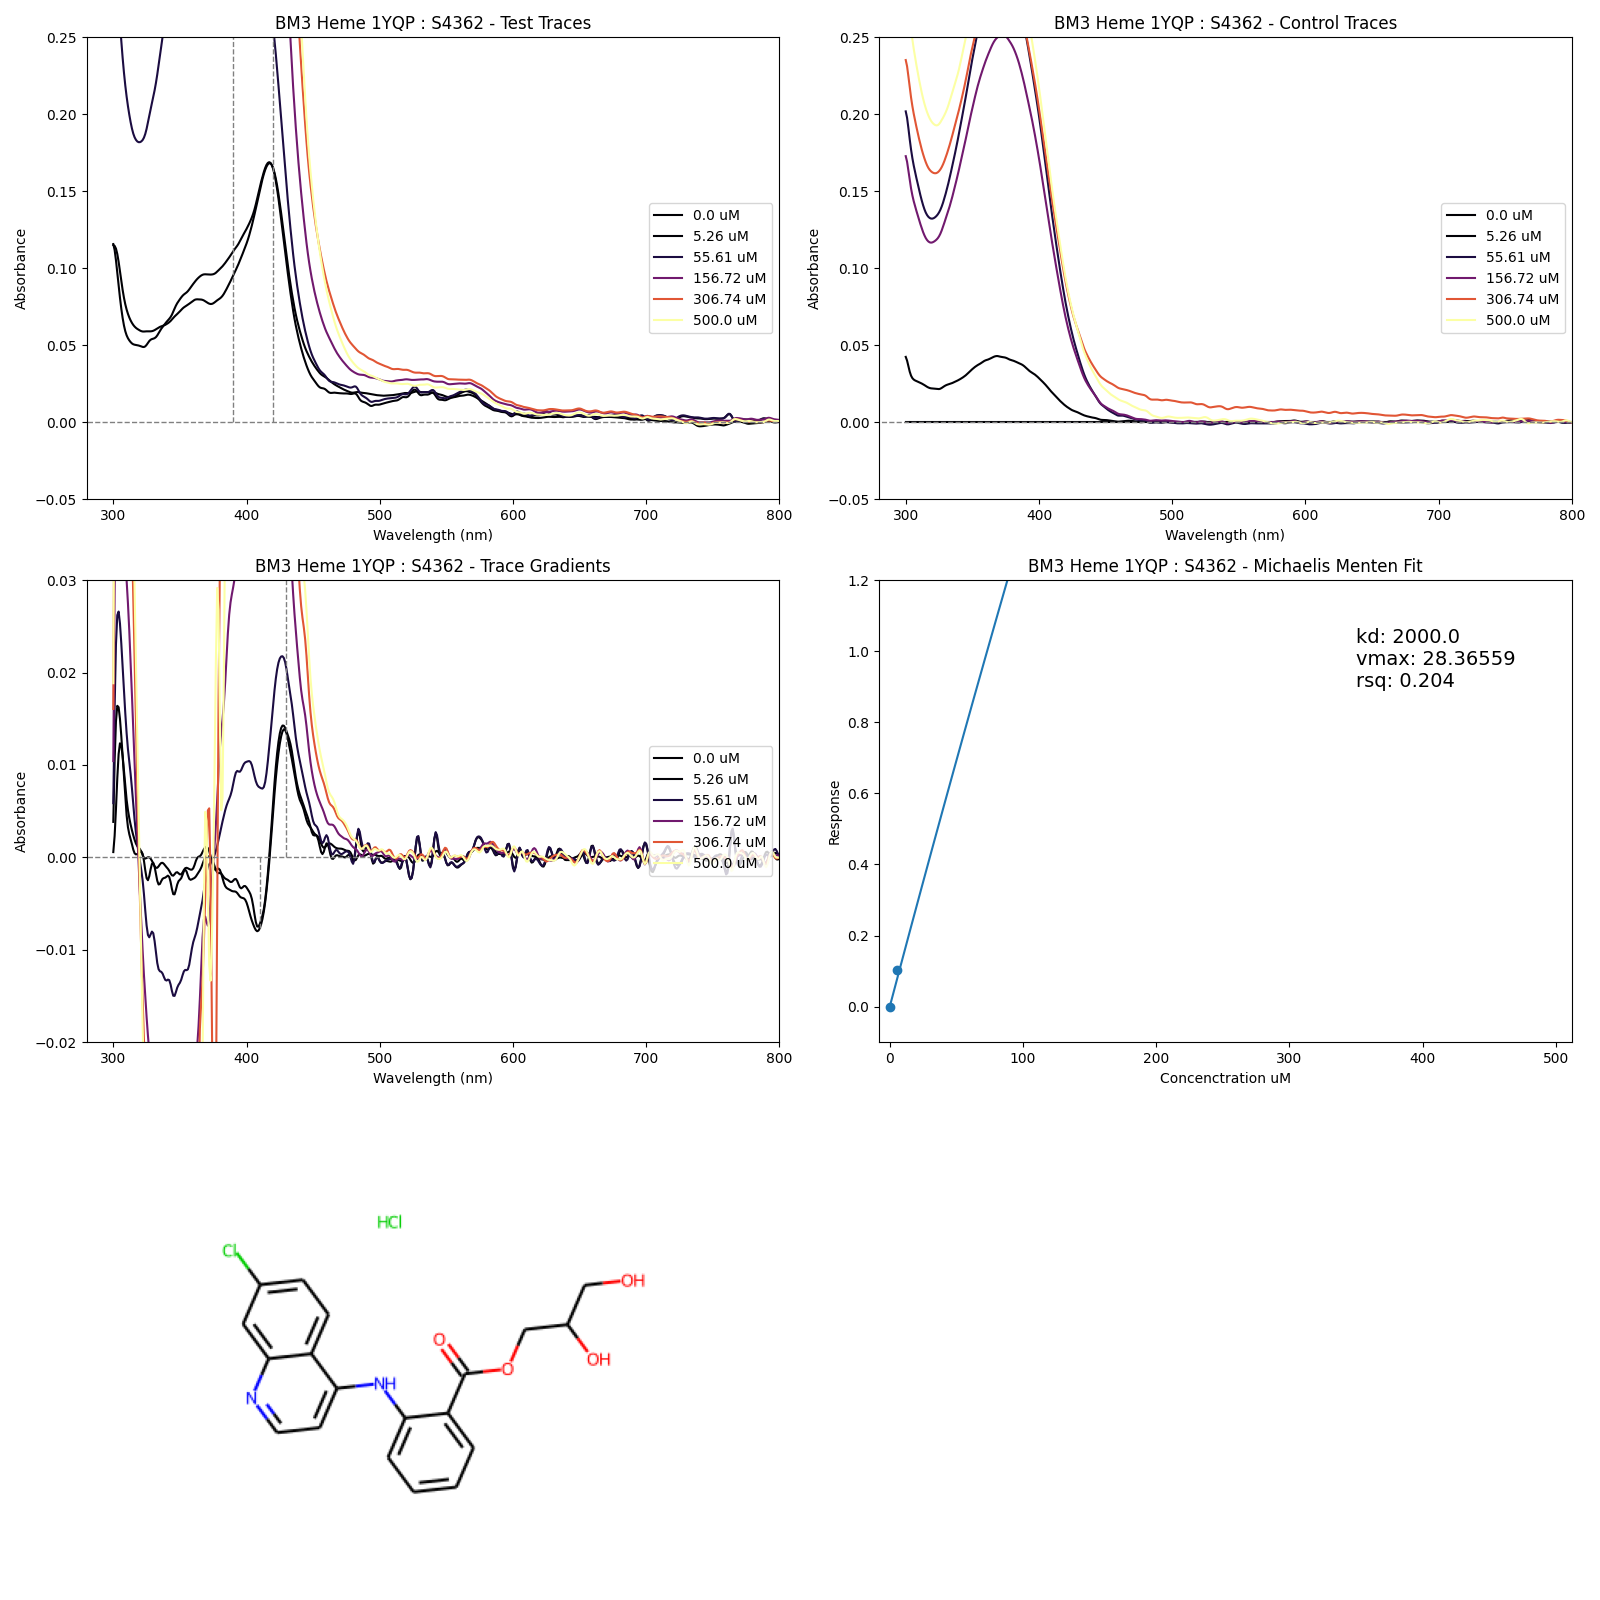 BM3 Heme 1YQP : S4362 - Test Traces
Absorbance
0.25
0.20
0.15
0.10
0.05
0.00
−0.05
300 400 500 600 700 800
Wavelength (nm)
0.0 uM
5.26 uM
55.61 uM
156.72 uM
306.74 uM
500.0 uM
BM3 Heme 1YQP : S4362 - Control Traces
Absorbance
0.25
0.20
0.15
0.10
0.05
0.00
−0.05
300 400 500 600 700 800
Wavelength (nm)
0.0 uM
5.26 uM
55.61 uM
156.72 uM
306.74 uM
500.0 uM
BM3 Heme 1YQP : S4362 - Trace Gradients
Absorbance
0.03
0.02
0.01
0.00
−0.01
−0.02
300 400 500 600 700 800
Wavelength (nm)
0.0 uM
5.26 uM
55.61 uM
156.72 uM
306.74 uM
500.0 uM
BM3 Heme 1YQP : S4362 - Michaelis Menten Fit
Response
1.2
1.0
0.8
0.6
0.4
0.2
0.0
0 100 200 300 400 500
Concenctration uM
kd: 2000.0
vmax: 28.36559
rsq: 0.204
HCl
Cl
OH
O
OH
O
NH
N